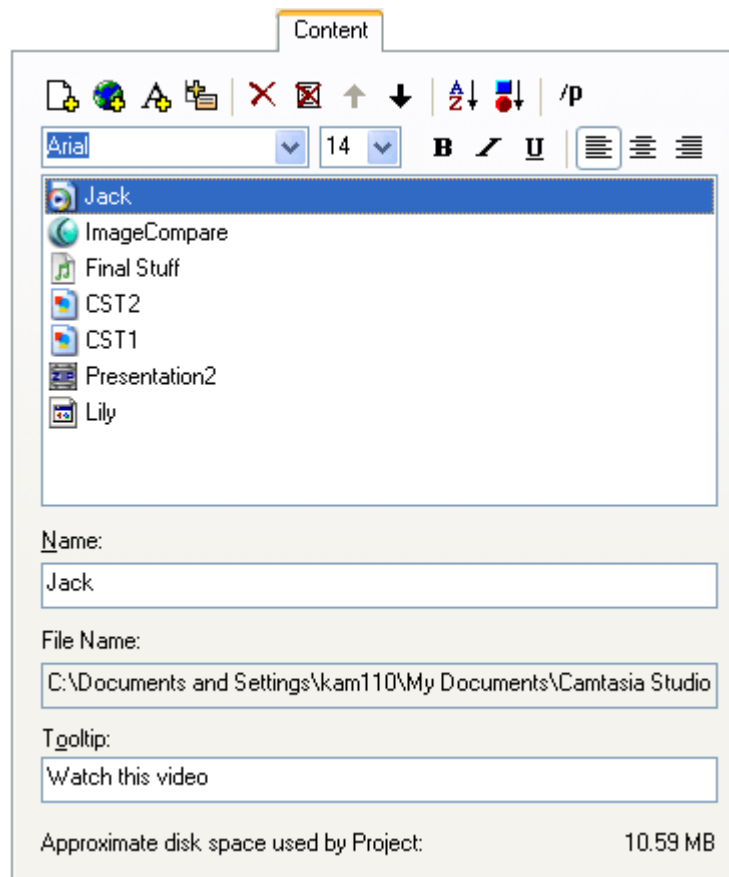 Content
/p
Arial 14 B I U
Jack
ImageCompare
Final Stuff
CST2
CST1
Presentation2
Lily
Name:
Jack
File Name:
C:\Documents and Settings\kam110\My Documents\Camtasia Studio
Tooltip:
Watch this video
Approximate disk space used by Project: 10.59 MB